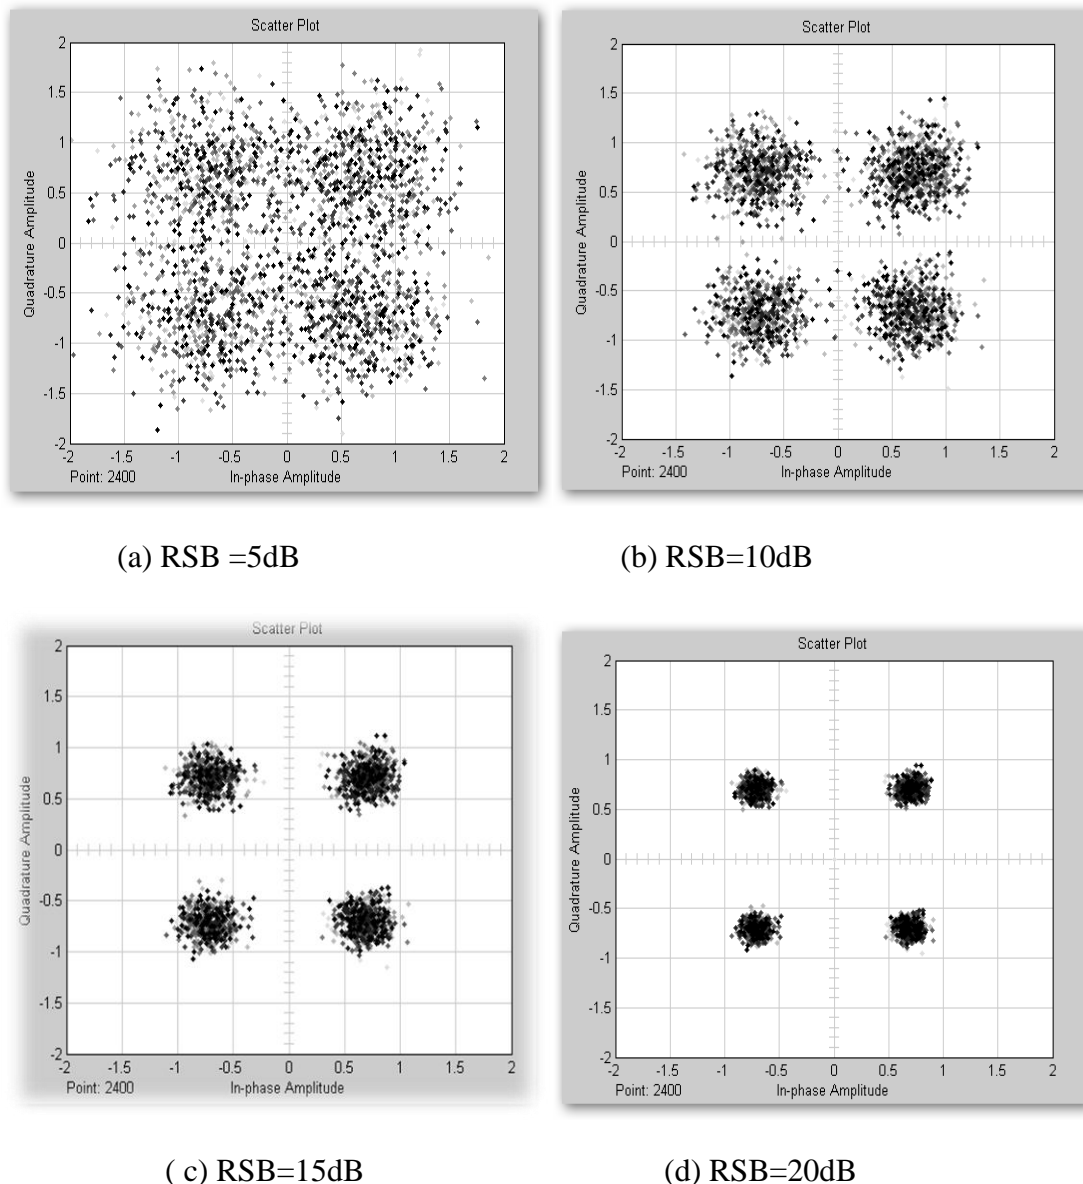 Scatter Plot
2
1.5
1
0.5
0
-0.5
-1
-1.5
-2
Quadrature Amplitude
-2 -1.5 -1 -0.5 0 0.5 1 1.5 2
Point: 2400 In-phase Amplitude
Scatter Plot
2
1.5
1
0.5
0
-0.5
-1
-1.5
-2
Quadrature Amplitude
-2 -1.5 -1 -0.5 0 0.5 1 1.5 2
Point: 2400 In-phase Amplitude
(a) RSB =5dB
(b) RSB=10dB
Scatter Plot
2
1.5
1
0.5
0
-0.5
-1
-1.5
-2
Quadrature Amplitude
-2 -1.5 -1 -0.5 0 0.5 1 1.5 2
Point: 2400 In-phase Amplitude
Scatter Plot
2
1.5
1
0.5
0
-0.5
-1
-1.5
-2
Quadrature Amplitude
-2 -1.5 -1 -0.5 0 0.5 1 1.5 2
Point: 2400 In-phase Amplitude
( c) RSB=15dB
(d) RSB=20dB